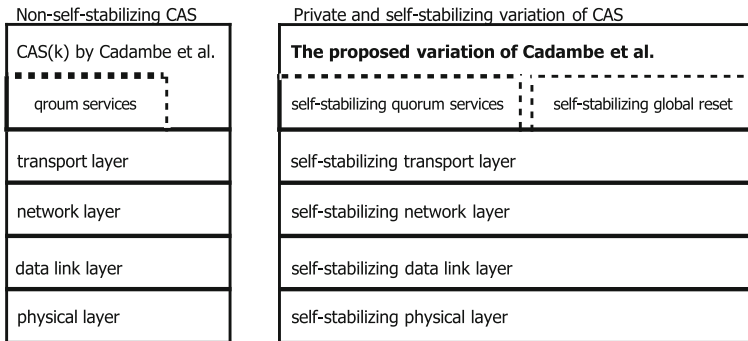 Non-self-stabilizing CAS
CAS(k) by Cadambe et al.
qroum services
transport layer
network layer
data link layer
physical layer
Private and self-stabilizing variation of CAS
The proposed variation of Cadambe et al.
self-stabilizing quorum services
self-stabilizing global reset
self-stabilizing transport layer
self-stabilizing network layer
self-stabilizing data link layer
self-stabilizing physical layer